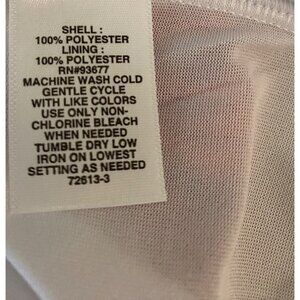 SHELL :
100% POLYESTER
LINING :
100% POLYESTER
RN#93677
MACHINE WASH COLD
GENTLE CYCLE
WITH LIKE COLORS
USE ONLY NON-
CHLORINE BLEACH
WHEN NEEDED
TUMBLE DRY LOW
IRON ON LOWEST
SETTING AS NEEDED
72613-3